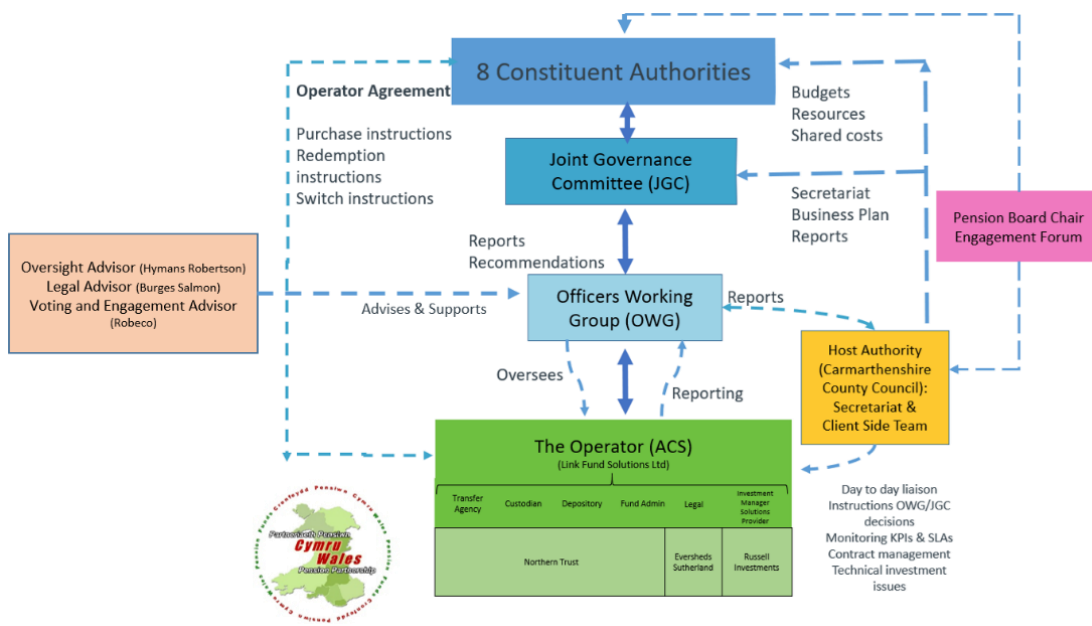 8 Constituent Authorities
Operator Agreement
Purchase instructions
Redemption
instructions
Switch instructions
Budgets
Resources
Shared costs
Joint Governance
Committee (JGC)
Secretariat
Business Plan
Reports
Pension Board Chair
Engagement Forum
Oversight Advisor (Hymans Robertson)
Legal Advisor (Burges Salmon)
Voting and Engagement Advisor
(Robeco)
Advises & Supports
Reports
Recommendations
Officers Working
Group (OWG)
Reports
Host Authority
(Carmarthenshire
County Council):
Secretariat &
Client Side Team
Oversees
Reporting
The Operator (ACS)
(Link Fund Solutions Ltd)
Transfer
Agency
Custodian
Depository
Fund Admin
Legal
Investment
Manager
Solutions
Provider
Northern Trust
Eversheds
Sutherland
Russell
Investments
Day to day liaison
Instructions OWG/JGC
decisions
Monitoring KPIs & SLAs
Contract management
Technical investment
issues
Partneriaeth Pensiwn
Cymru
Wales
Pension Partnership